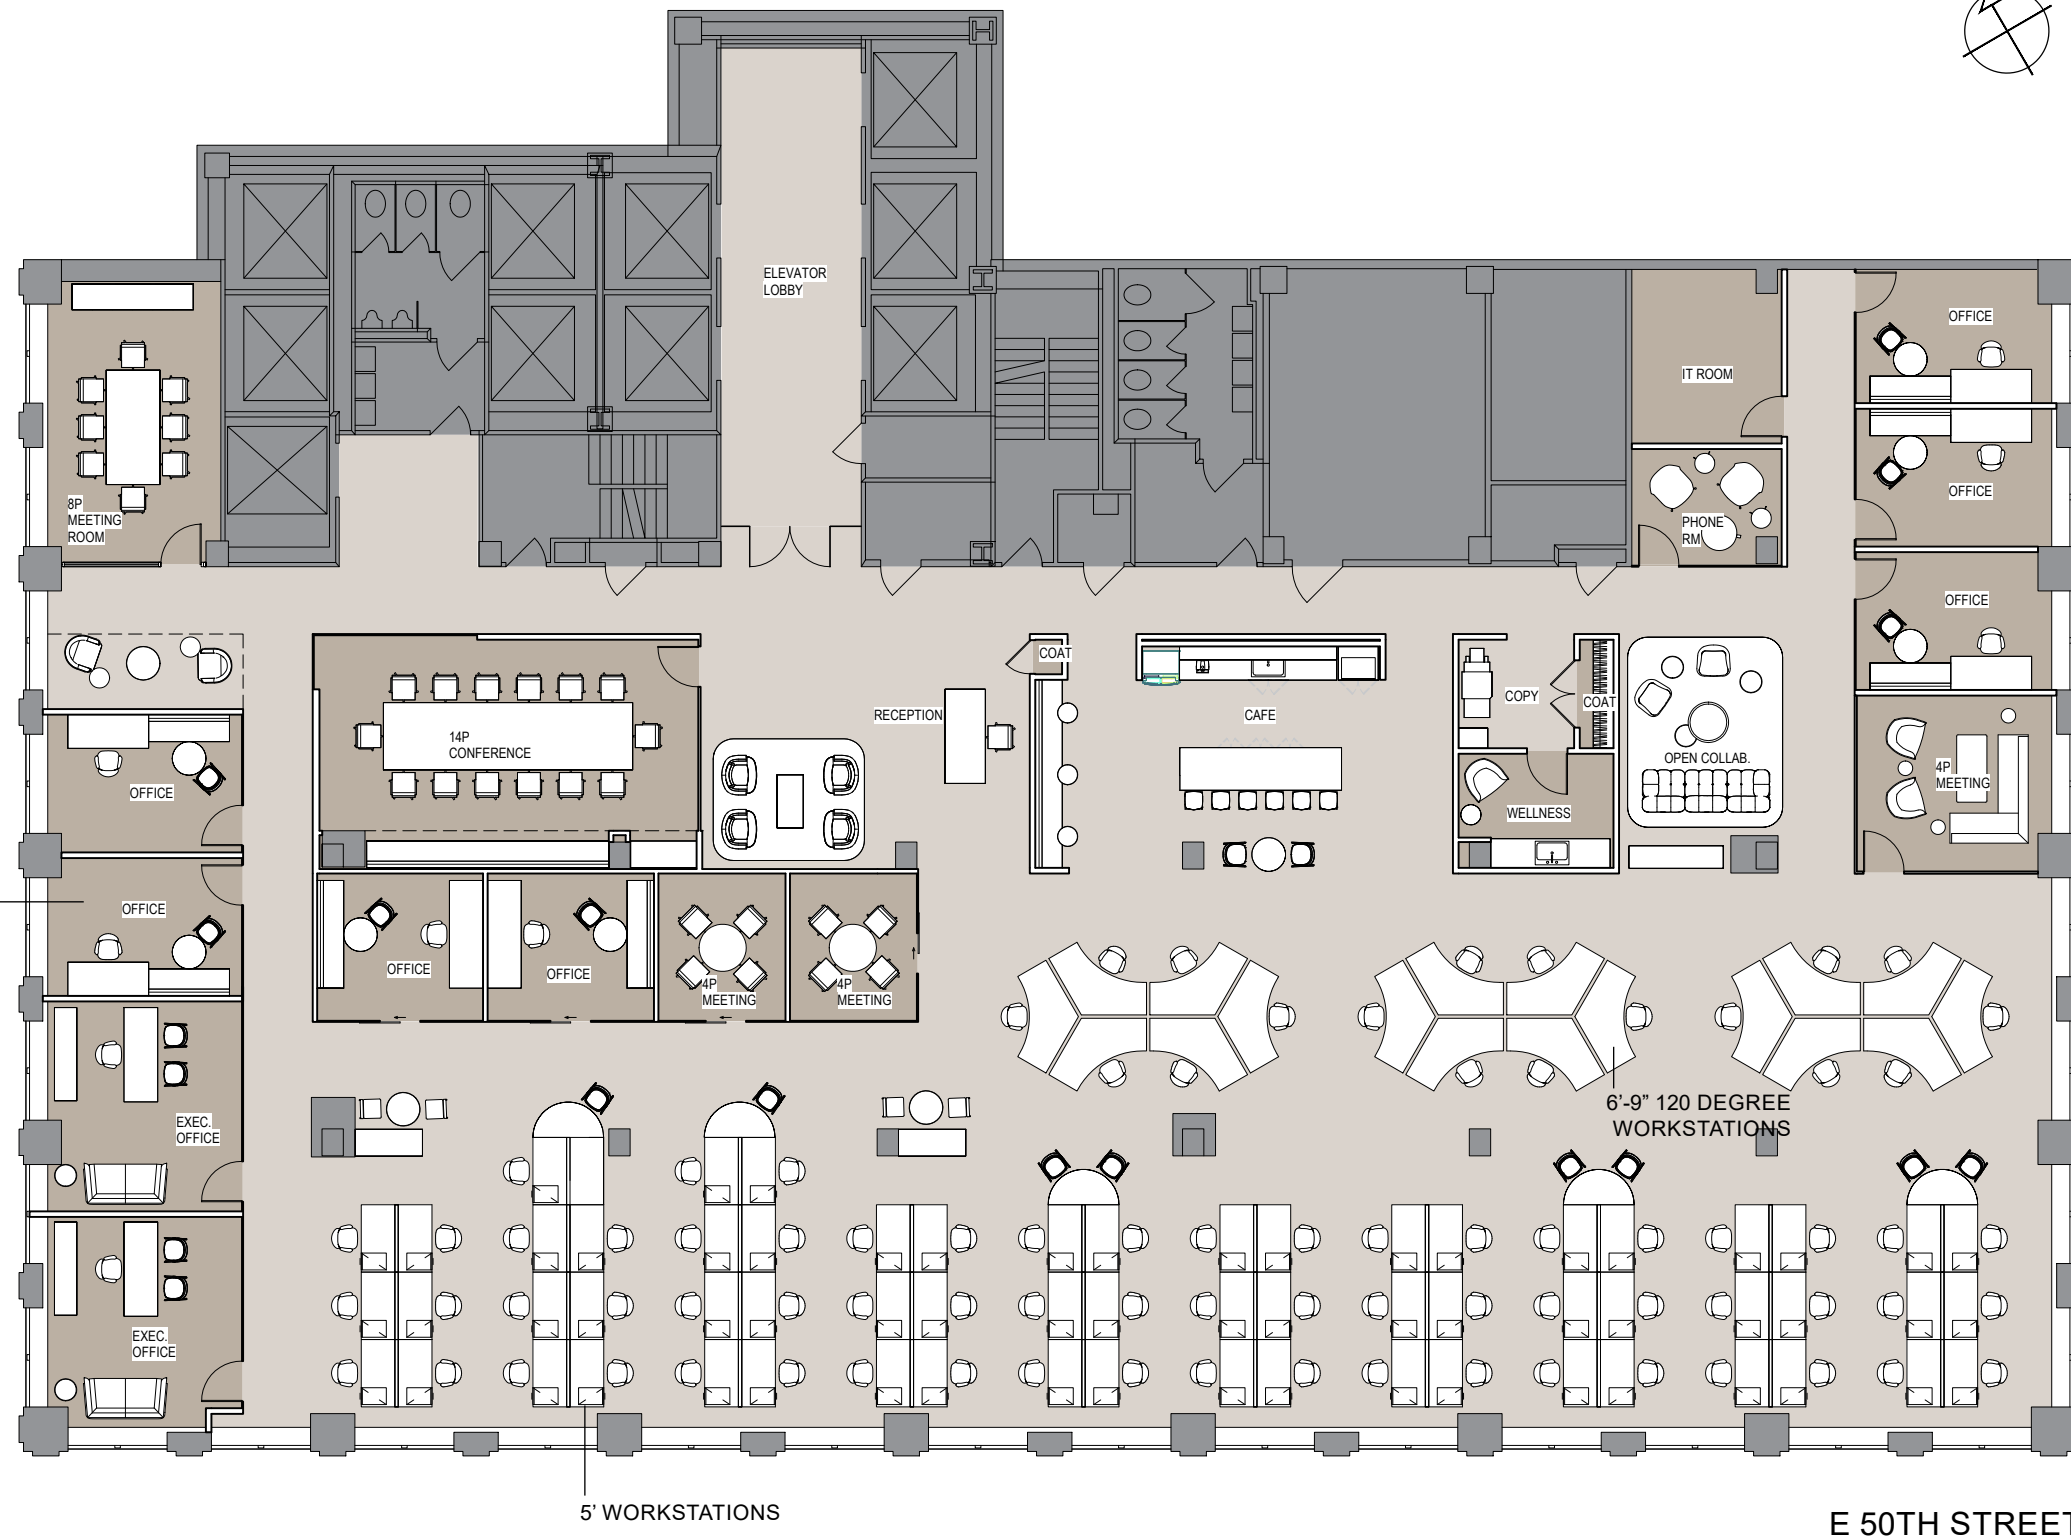 ELEVATOR
LOBBY
OFFICE
IT ROOM
OFFICE
8P
MEETING
ROOM
PHONE
RM
OFFICE
COAT
RECEPTION
CAFE
COPY
COAT
14P
CONFERENCE
OPEN COLLAB.
4P
MEETING
OFFICE
WELLNESS
OFFICE
OFFICE
OFFICE
4P
MEETING
4P
MEETING
6'-9” 120 DEGREE
WORKSTATIONS
EXEC.
OFFICE
EXEC.
OFFICE
5' WORKSTATIONS
E 50TH STREET